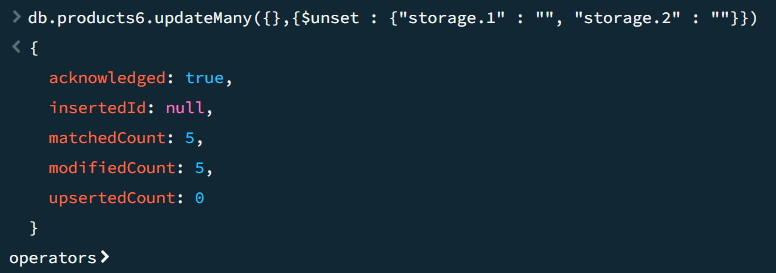 > db.products6.updateMany({},{$unset : {"storage.1" : "", "storage.2" : ""}})
< {
acknowledged: true,
insertedId: null,
matchedCount: 5,
modifiedCount: 5,
upsertedCount: 0
}
operators>